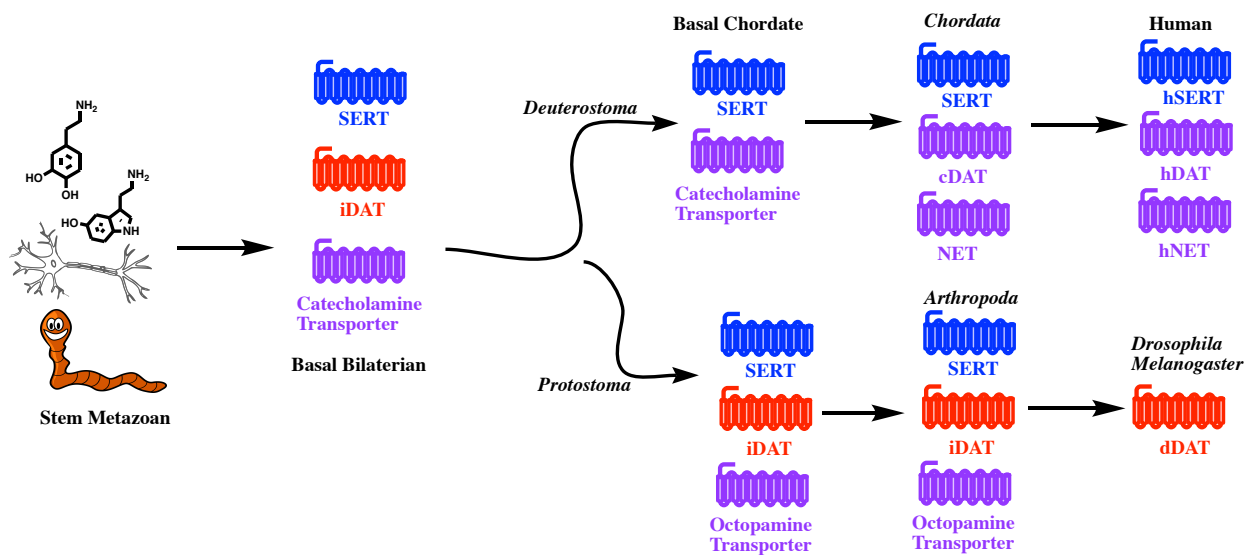 NH₂
HO
OH
NH₂
HO
NH
Stem Metazoan
SERT
iDAT
Catecholamine
Transporter
Basal Bilaterian
Deuterostoma
Protostoma
Basal Chordate
SERT
Catecholamine
Transporter
Chordata
SERT
cDAT
NET
Human
hSERT
hDAT
hNET
SERT
iDAT
Octopamine
Transporter
Arthropoda
SERT
iDAT
Octopamine
Transporter
Drosophila
Melanogaster
dDAT